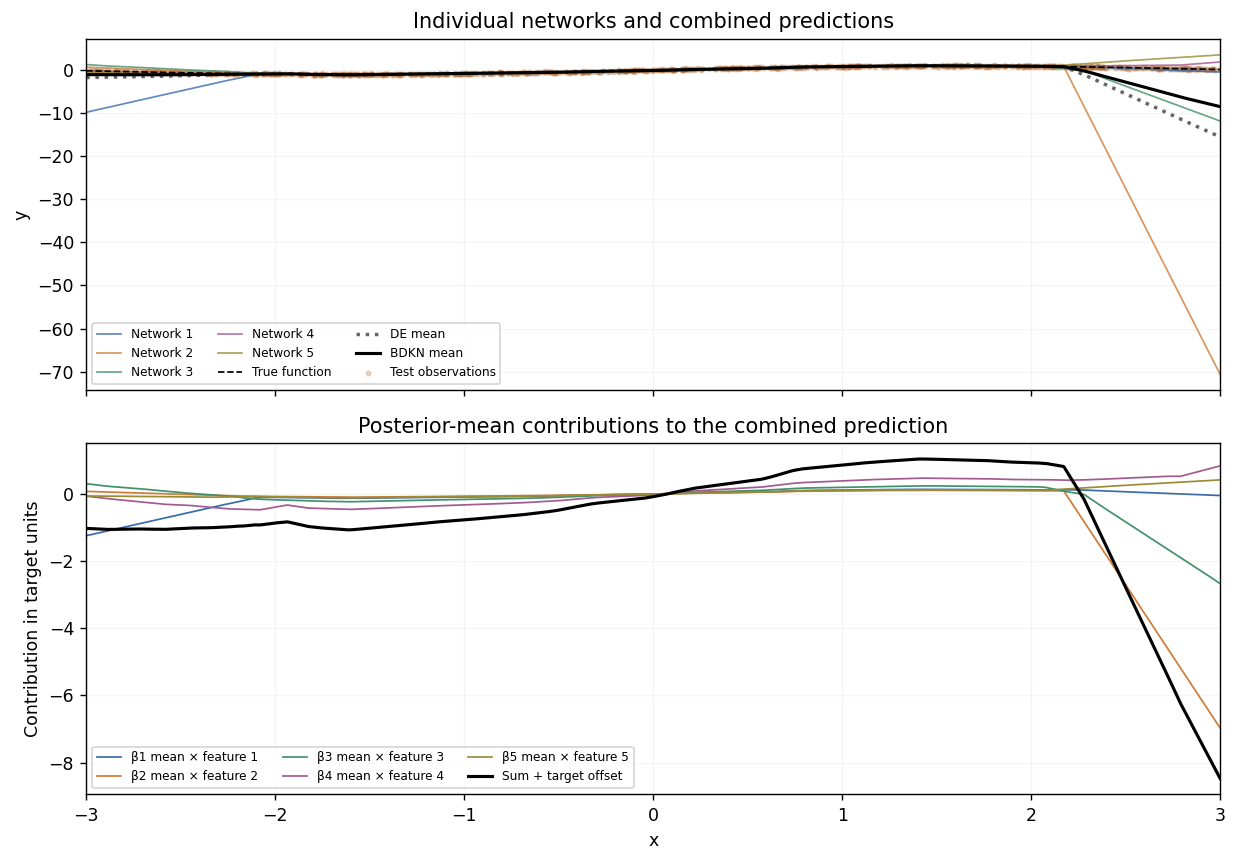 Individual networks and combined predictions
0
−10
−20
−30
−40
−50
−60
−70
y
Network 1 Network 4 DE mean
Network 2 Network 5 BDKN mean
Network 3 True function Test observations
Posterior-mean contributions to the combined prediction
0
−2
−4
−6
−8
Contribution in target units
β1 mean × feature 1 β3 mean × feature 3 β5 mean × feature 5
β2 mean × feature 2 β4 mean × feature 4 Sum + target offset
−3 −2 −1 0 1 2 3
x